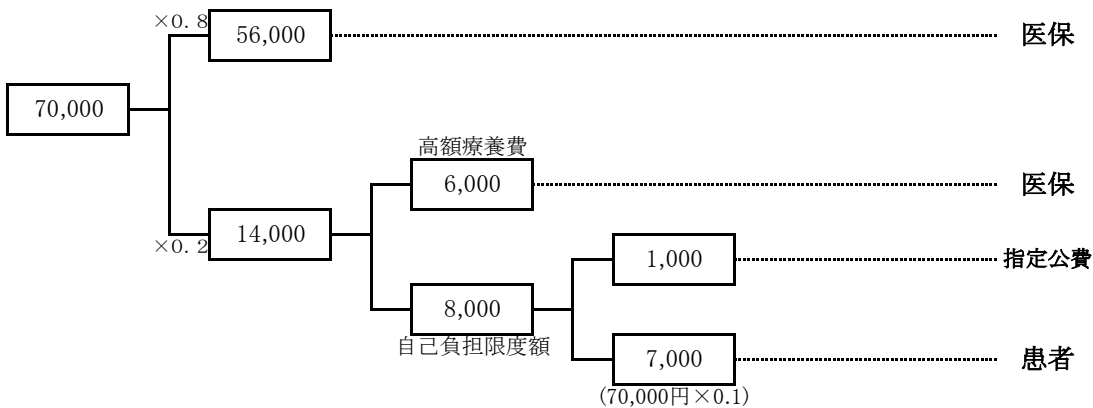 ×0.8
56,000
医保
70,000
高額療養費
6,000
医保
×0.2
14,000
1,000
指定公費
8,000
自己負担限度額
7,000
患者
(70,000円×0.1)